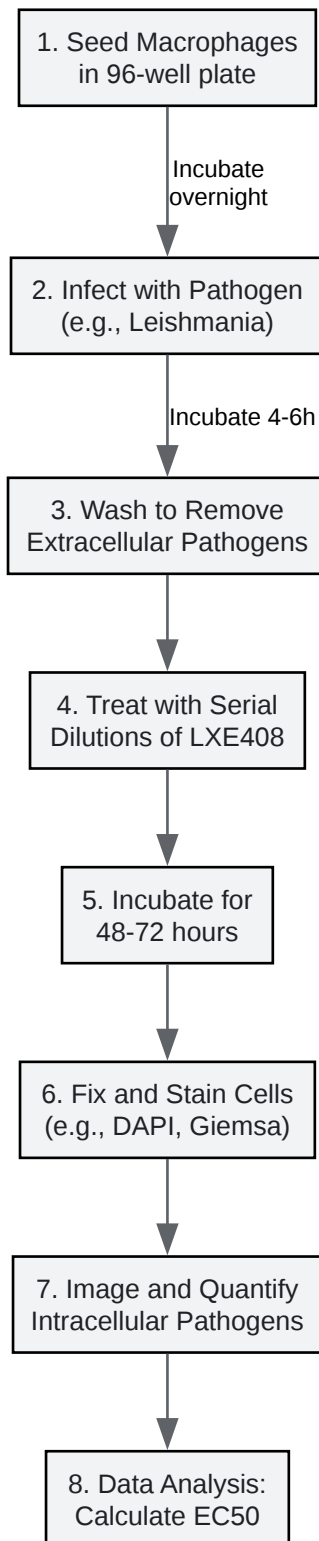 1. Seed Macrophages
in 96-well plate
Incubate
overnight
2. Infect with Pathogen
(e.g., Leishmania)
Incubate 4-6h
3. Wash to Remove
Extracellular Pathogens
4. Treat with Serial
Dilutions of LXE408
5. Incubate for
48-72 hours
6. Fix and Stain Cells
(e.g., DAPI, Giemsa)
7. Image and Quantify
Intracellular Pathogens
8. Data Analysis:
Calculate EC50